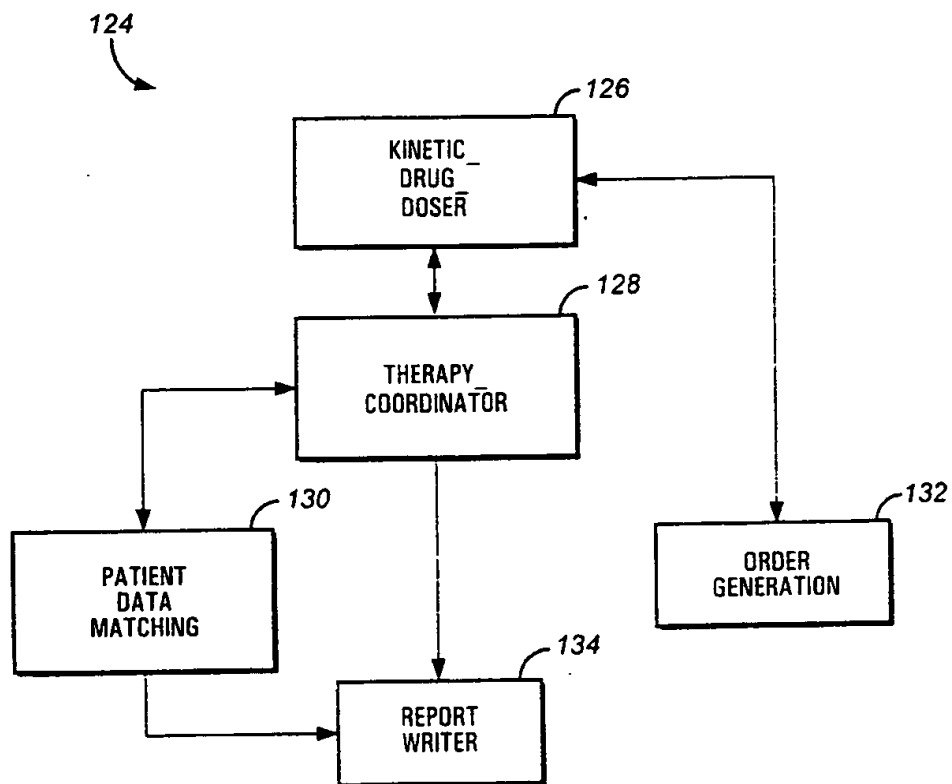 124
126
KINETIC_
DRUG_
DOSER
128
THERAPY_
COORDINATOR
130
PATIENT
DATA
MATCHING
132
ORDER
GENERATION
134
REPORT
WRITER